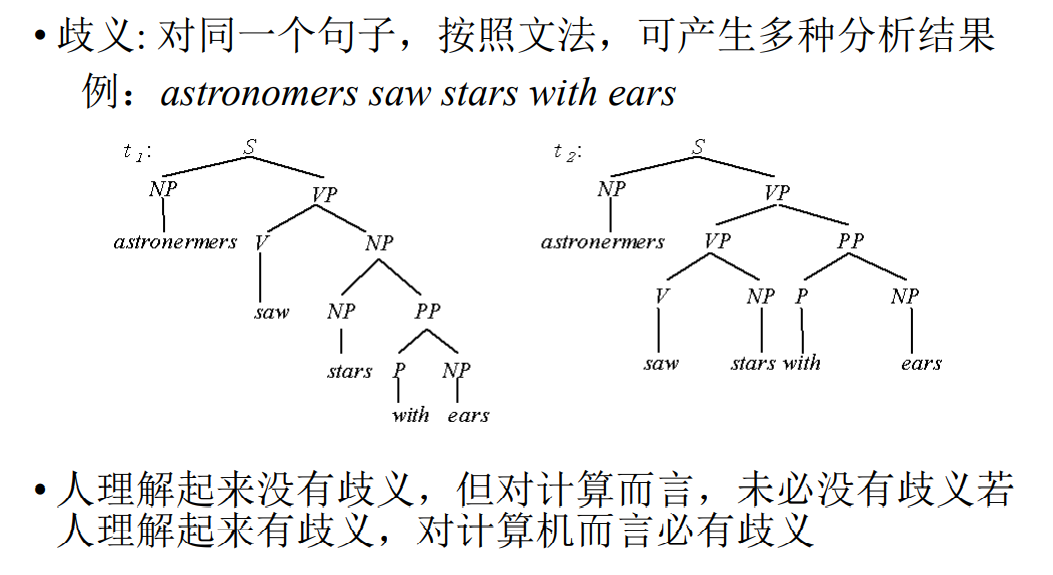 • 歧义: 对同一个句子，按照文法，可产生多种分析结果
例：astronomers saw stars with ears
t1: S t2: S
NP VP NP VP
astronermers V NP astronermers VP PP
saw NP PP V NP P NP
stars P NP saw stars with ears
with ears
• 人理解起来没有歧义，但对计算而言，未必没有歧义若
人理解起来有歧义，对计算机而言必有歧义